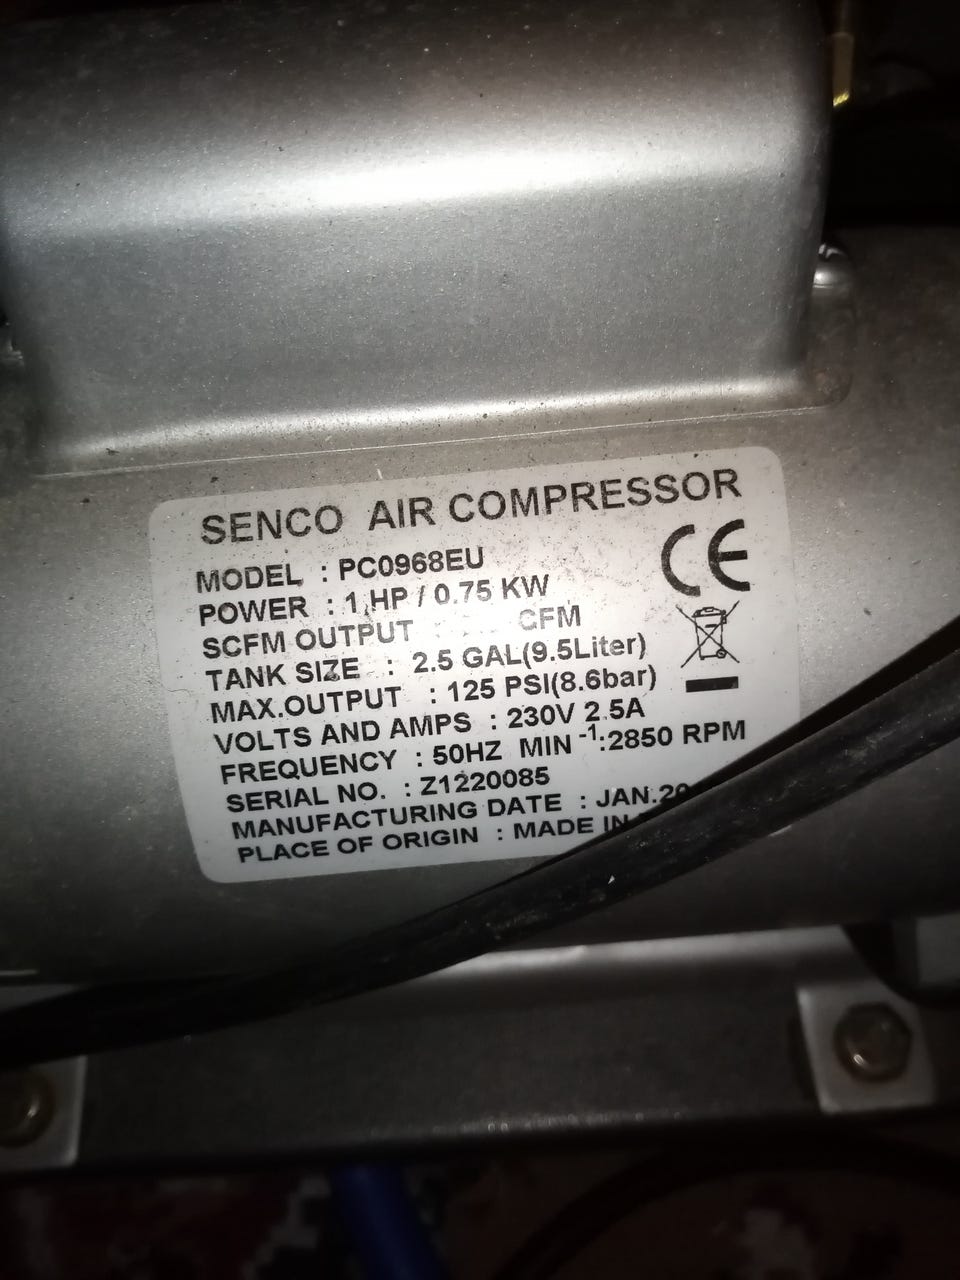 SENCO AIR COMPRESSOR
MODEL : PC0968EU
POWER : 1 HP / 0.75 KW
SCFM OUTPUT : CFM
TANK SIZE : 2.5 GAL(9.5Liter)
MAX.OUTPUT : 125 PSI(8.6bar)
VOLTS AND AMPS : 230V 2.5A
FREQUENCY : 50HZ MIN -1:2850 RPM
SERIAL NO. : Z1220085
MANUFACTURING DATE : JAN.
PLACE OF ORIGIN : MADE IN
CE